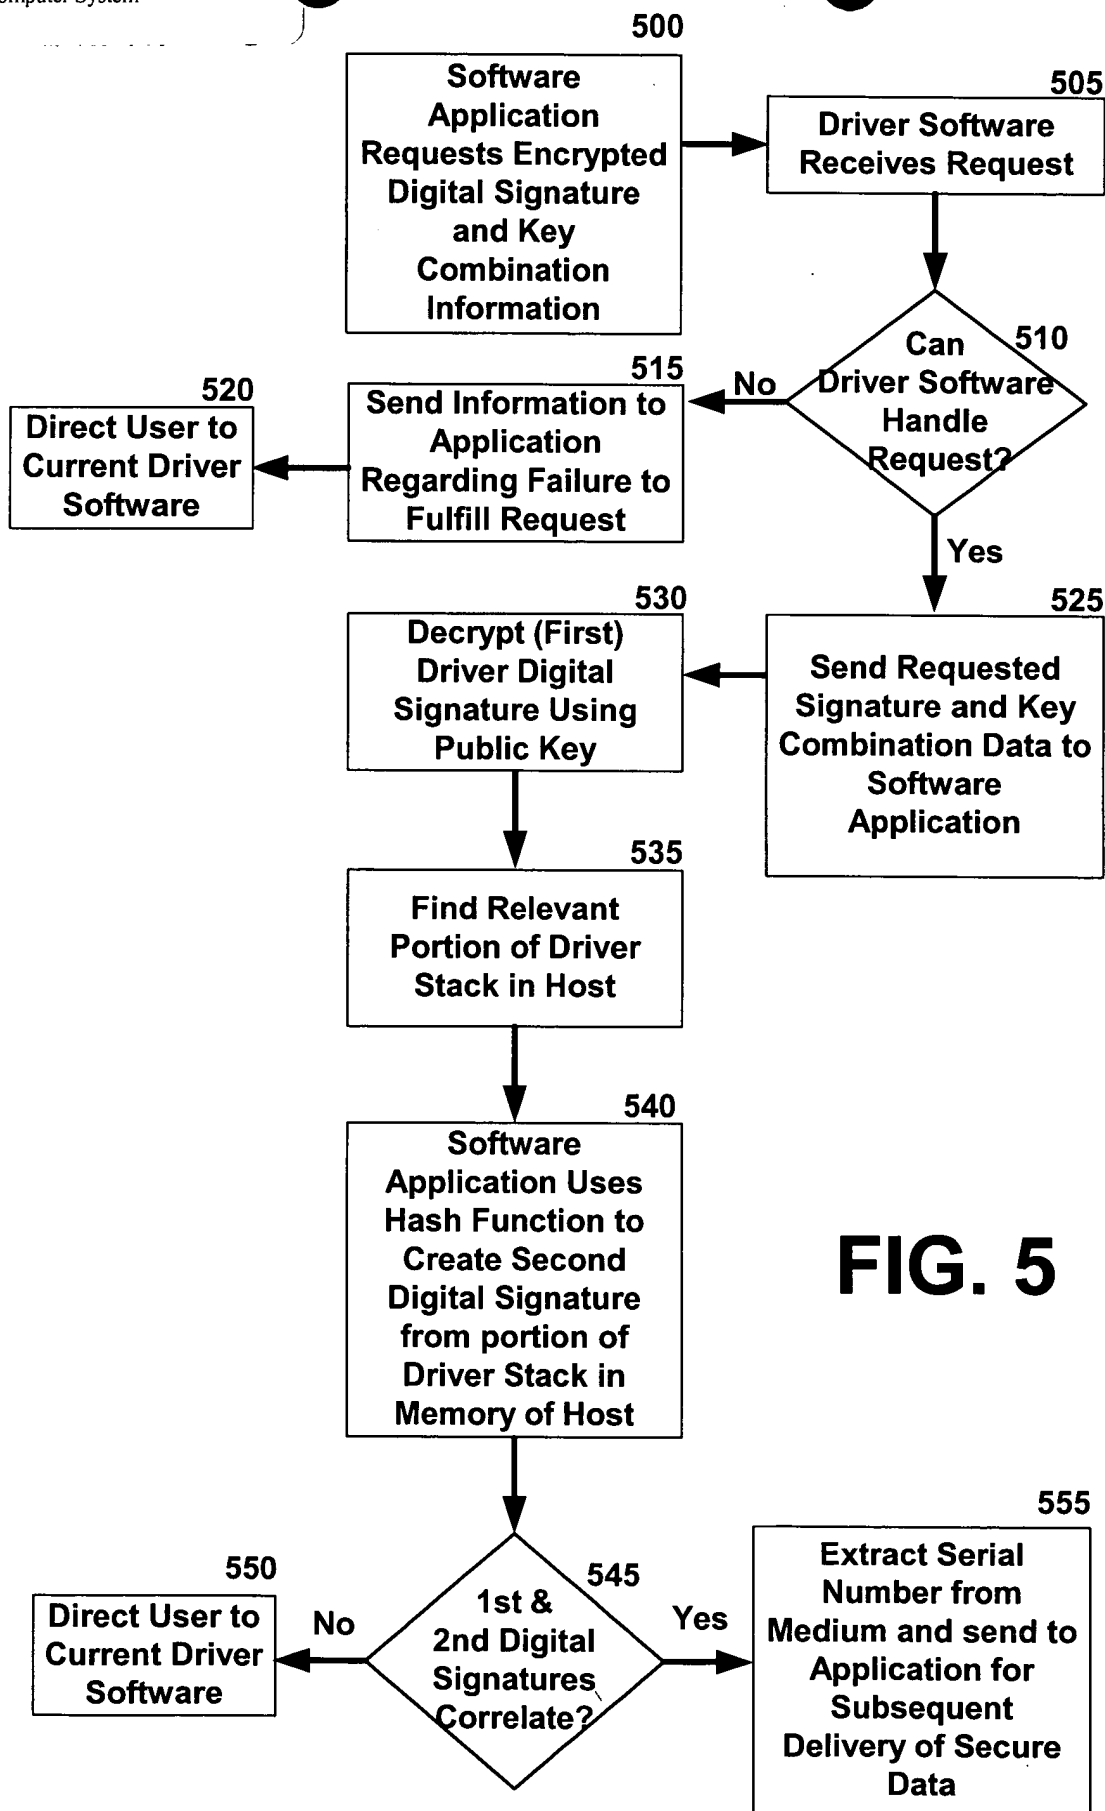 Computer System
500
Software
Application
Requests Encrypted
Digital Signature
and Key
Combination
Information
505
Driver Software
Receives Request
510
Can
Driver Software
Handle
Request?
No
515
Send Information to
Application
Regarding Failure to
Fulfill Request
520
Direct User to
Current Driver
Software
Yes
525
Send Requested
Signature and Key
Combination Data to
Software
Application
530
Decrypt (First)
Driver Digital
Signature Using
Public Key
535
Find Relevant
Portion of Driver
Stack in Host
540
Software
Application Uses
Hash Function to
Create Second
Digital Signature
from portion of
Driver Stack in
Memory of Host
FIG. 5
545
1st &
2nd Digital
Signatures
Correlate?
No
550
Direct User to
Current Driver
Software
Yes
555
Extract Serial
Number from
Medium and send to
Application for
Subsequent
Delivery of Secure
Data